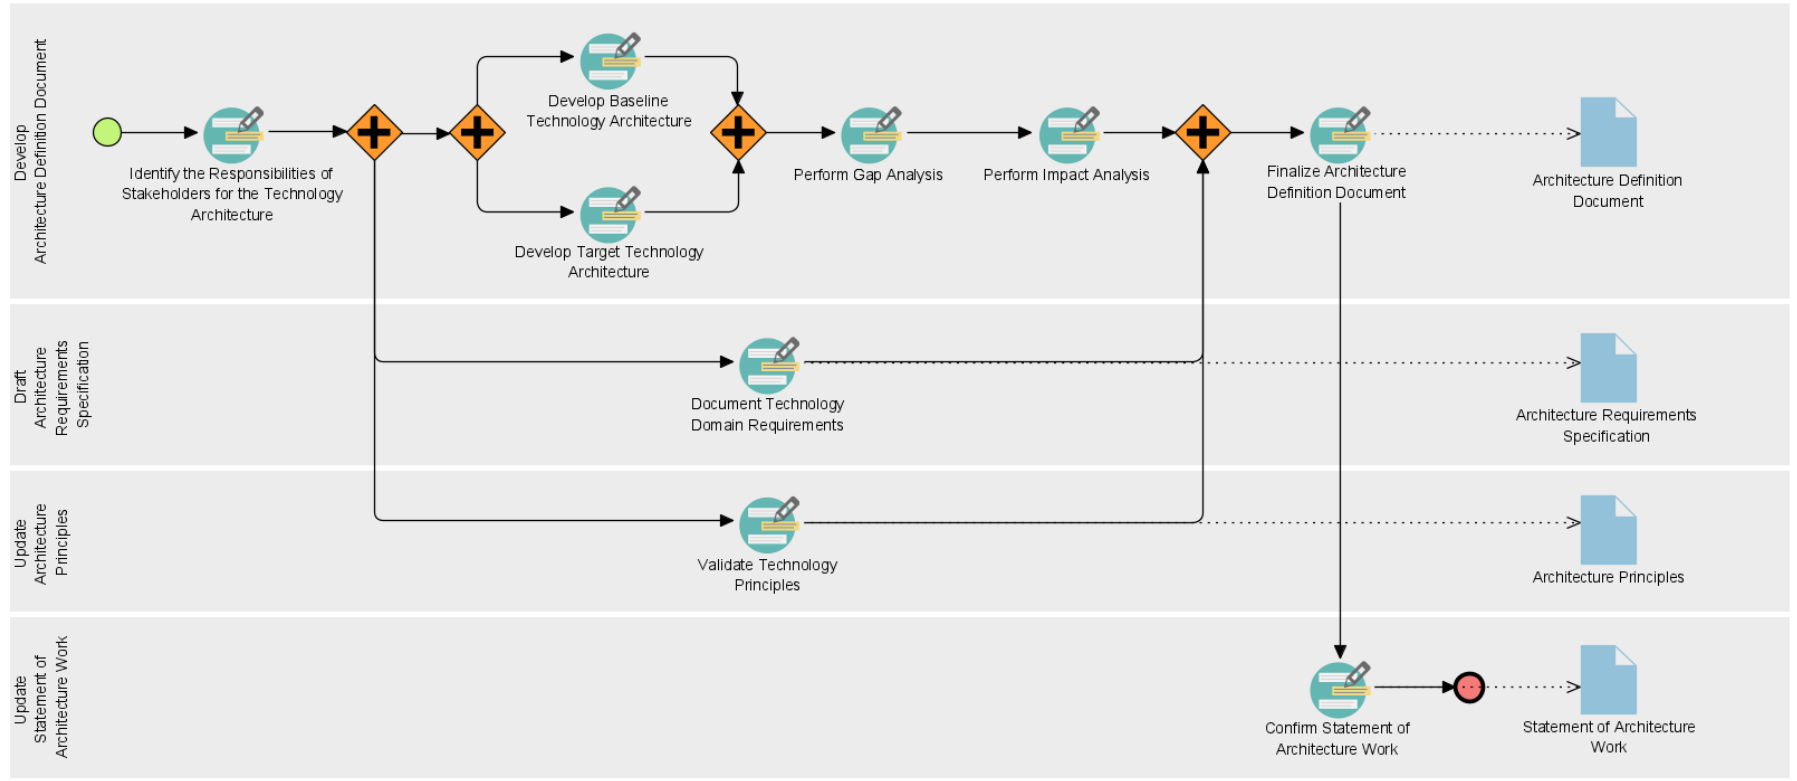 Develop
Architecture Definition Document
Identify the Responsibilities of
Stakeholders for the Technology
Architecture
Develop Baseline
Technology Architecture
Develop Target Technology
Architecture
Perform Gap Analysis
Perform Impact Analysis
Finalize Architecture
Definition Document
Architecture Definition
Document
Draft
Architecture
Requirements
Specification
Document Technology
Domain Requirements
Architecture Requirements
Specification
Update
Architecture
Principles
Validate Technology
Principles
Architecture Principles
Update
Statement of
Architecture Work
Confirm Statement of
Architecture Work
Statement of Architecture
Work